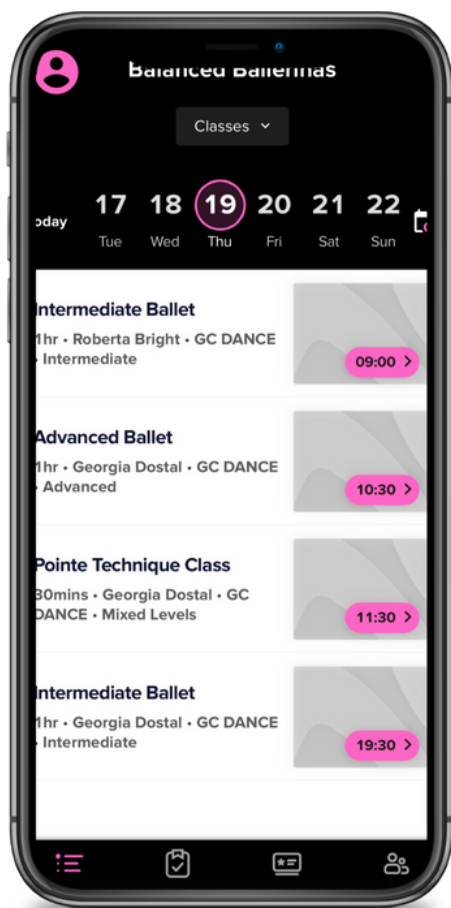 Balanced Ballerinas
Classes
oday
17 18 19 20 21 22
Tue Wed Thu Fri Sat Sun
Intermediate Ballet
1hr • Roberta Bright • GC DANCE
• Intermediate
09:00
Advanced Ballet
1hr • Georgia Dostal • GC DANCE
• Advanced
10:30
Pointe Technique Class
30mins • Georgia Dostal • GC
DANCE • Mixed Levels
11:30
Intermediate Ballet
1hr • Georgia Dostal • GC DANCE
• Intermediate
19:30